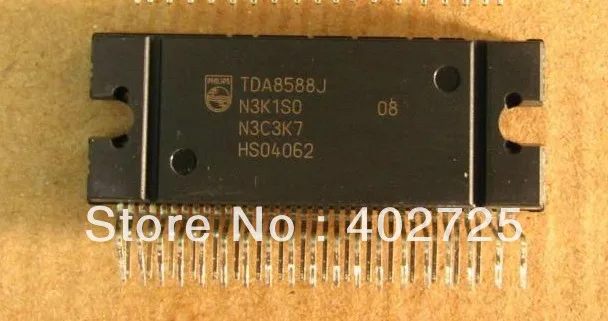 PHILIPS
TDA8588J
N3K1S0 08
N3C3K7
HS04062
Store No : 402725